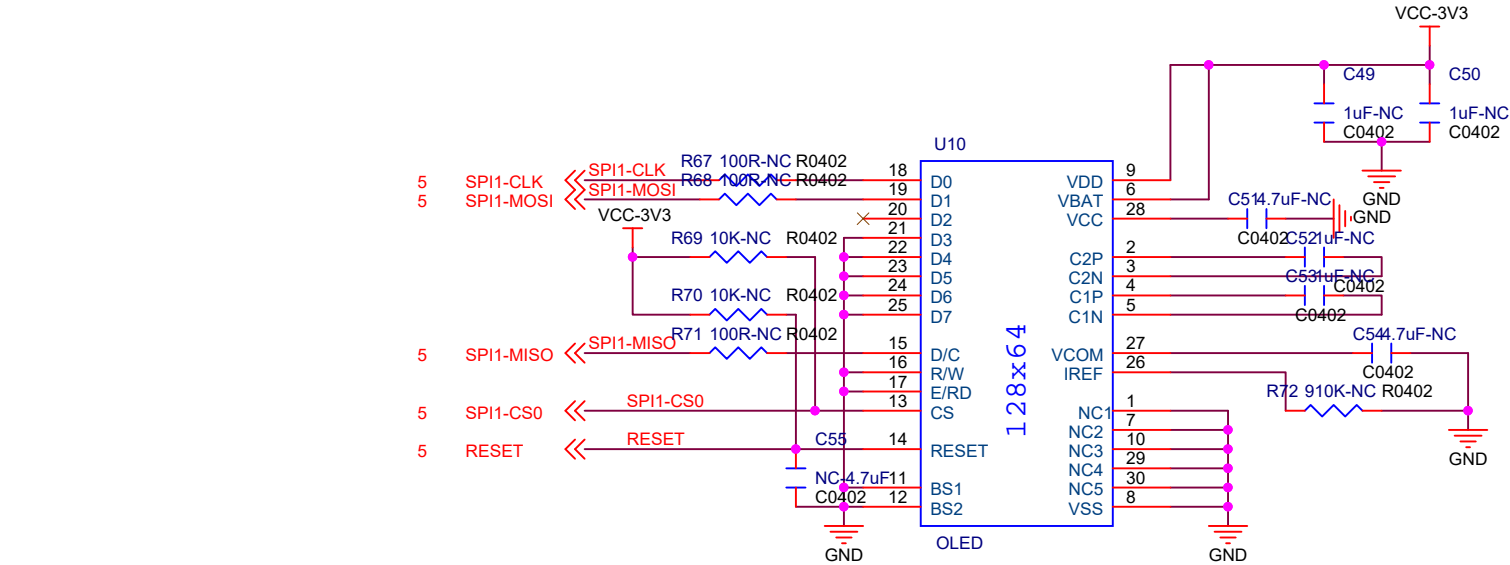 VCC-3V3
C49
C50
1uF-NC
1uF-NC
C0402
C0402
GND
U10
5 SPI1-CLK SPI1-CLK R67 100R-NC R0402 18 D0
5 SPI1-MOSI SPI1-MOSI R68 100R-NC R0402 19 D1
20 D2
21 D3
22 D4
23 D5
24 D6
25 D7
VCC-3V3
R69 10K-NC R0402
R70 10K-NC R0402
5 SPI1-MISO SPI1-MISO R71 100R-NC R0402 15 D/C
16 R/W
17 E/RD
5 SPI1-CS0 SPI1-CS0 13 CS
5 RESET RESET 14 RESET
C55
NC-4.7uF
C0402
11 BS1
12 BS2
GND
128x64
OLED
VDD 9
VBAT 6
VCC 28
C51 4.7uF-NC
C0402
GND
C2P 2
C52 1uF-NC
C0402
C2N 3
C1P 4
C53 1uF-NC
C0402
C1N 5
VCOM 27
C54 4.7uF-NC
C0402
IREF 26
R72 910K-NC R0402
GND
NC1 1
NC2 7
NC3 10
NC4 29
NC5 30
VSS 8
GND